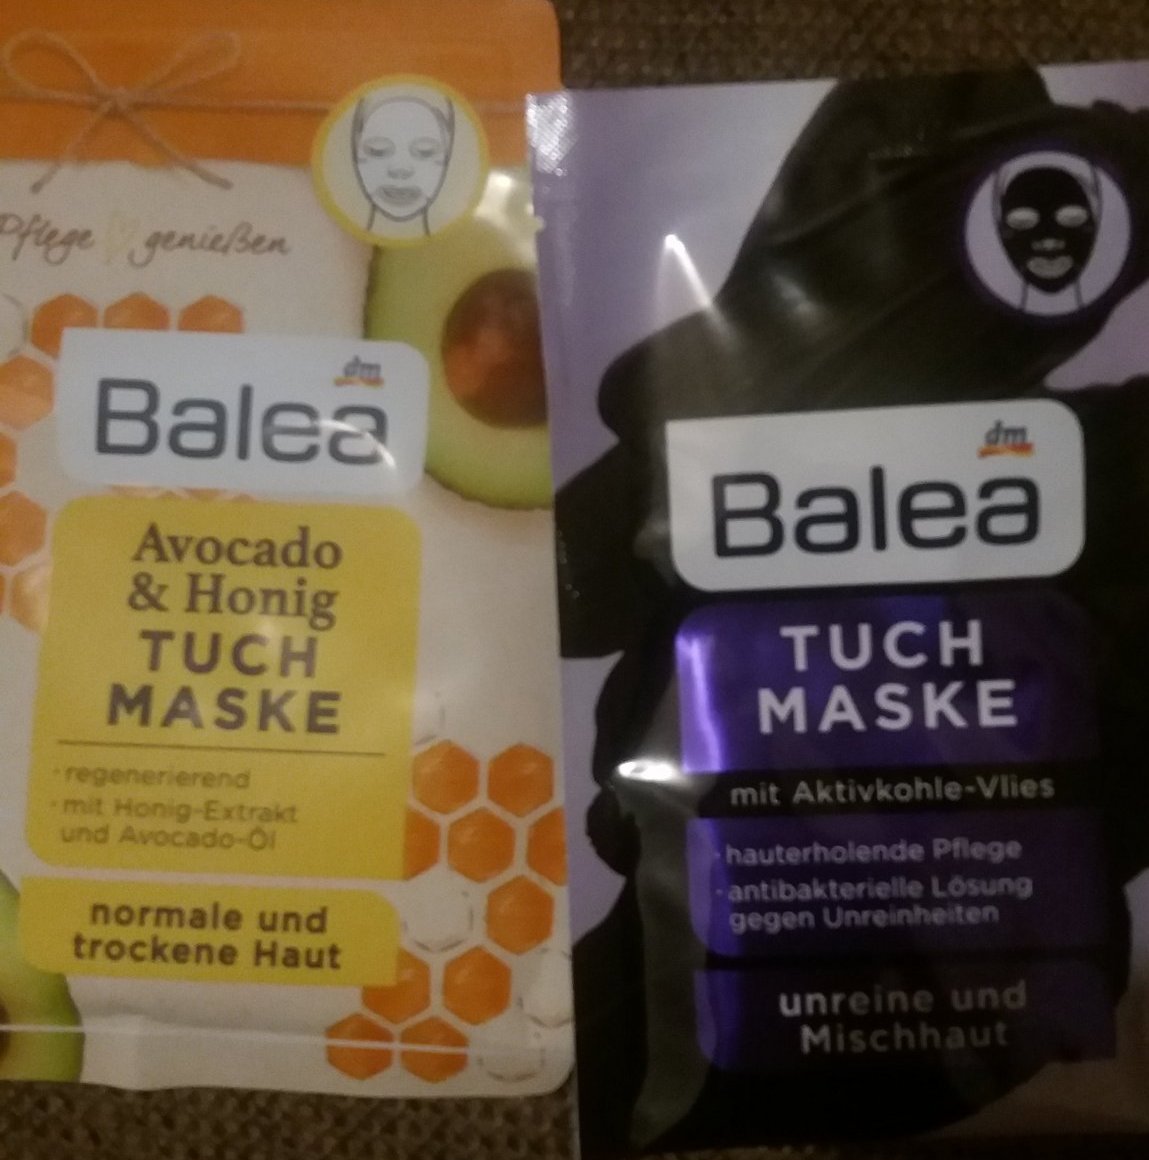 Pflege genießen
dm
Balea
Avocado
& Honig
TUCH
MASKE
· regenerierend
· mit Honig-Extrakt
und Avocado-Öl
normale und
trockene Haut
dm
Balea
TUCH
MASKE
mit Aktivkohle-Vlies
· hauterholende Pflege
· antibakterielle Lösung
gegen Unreinheiten
unreine und
Mischhaut